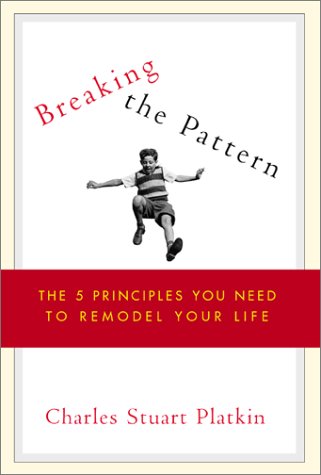 Breaking
the Pattern
THE 5 PRINCIPLES YOU NEED
TO REMODEL YOUR LIFE
Charles Stuart Platkin